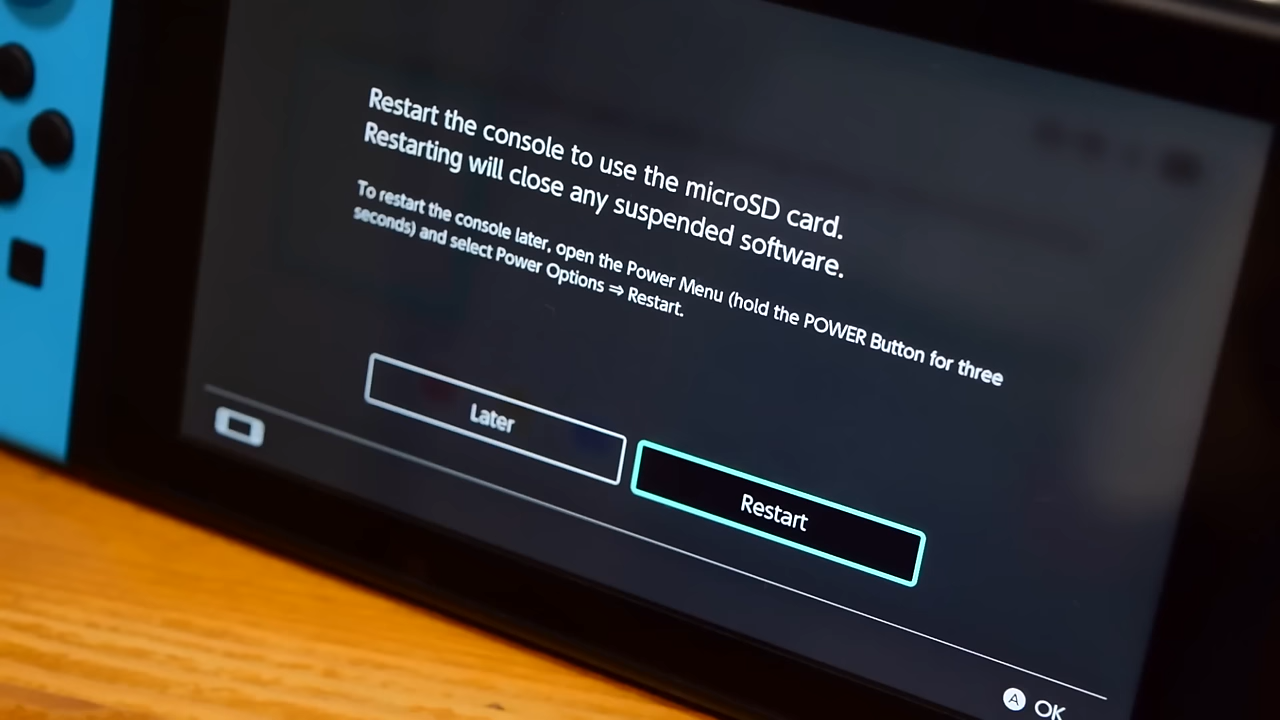 Restart the console to use the microSD card.
Restarting will close any suspended software.
To restart the console later, open the Power Menu (hold the POWER Button for three
seconds) and select Power Options ⇒ Restart.
Later
Restart
A OK